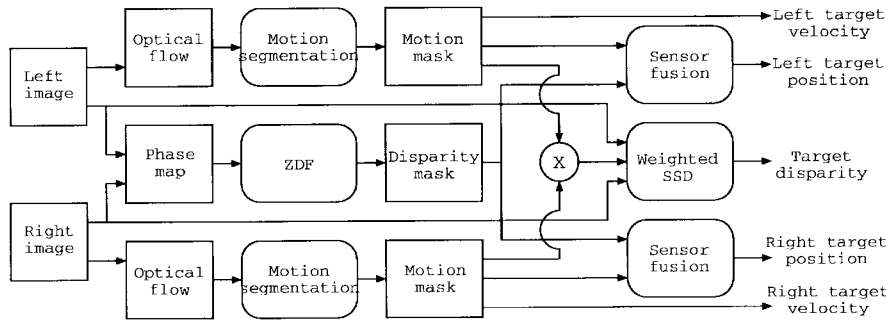 Left target
velocity
Optical
flow
Motion
segmentation
Motion
mask
Sensor
fusion
Left target
position
Left
image
Phase
map
ZDF
Disparity
mask
X
Weighted
SSD
Target
disparity
Right
image
Optical
flow
Motion
segmentation
Motion
mask
Sensor
fusion
Right target
position
Right target
velocity